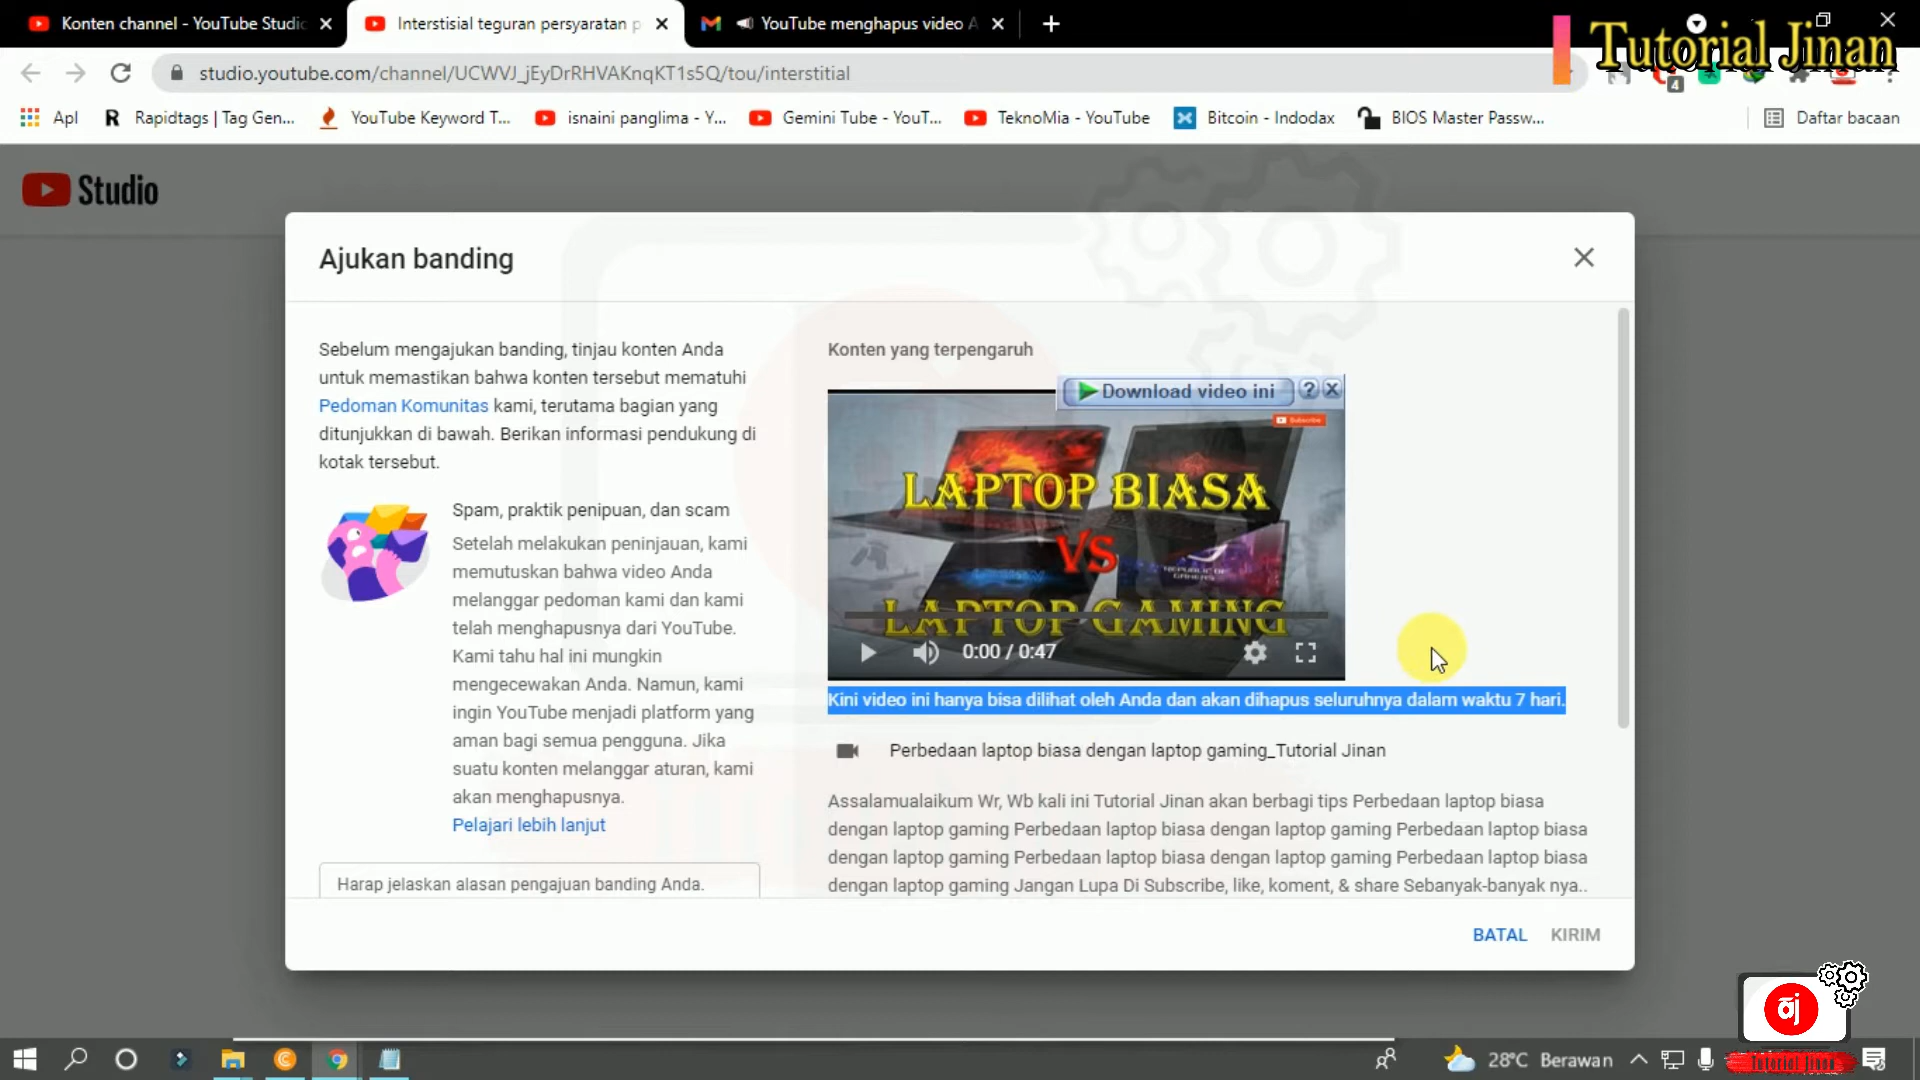 Konten channel - YouTube Studio
Interstisial teguran persyaratan p
YouTube menghapus video A
Tutorial Jinan
studio.youtube.com/channel/UCWVJ_jEyDrRHVAKnqKT1s5Q/tou/interstitial
4
Apl
Rapidtags | Tag Gen...
YouTube Keyword T...
isnaini panglima - Y...
Gemini Tube - YouT...
TeknoMia - YouTube
Bitcoin - Indodax
BIOS Master Passw...
Daftar bacaan
Studio
Ajukan banding
Sebelum mengajukan banding, tinjau konten Anda
untuk memastikan bahwa konten tersebut mematuhi
Pedoman Komunitas kami, terutama bagian yang
ditunjukkan di bawah. Berikan informasi pendukung di
kotak tersebut.
Spam, praktik penipuan, dan scam
Setelah melakukan peninjauan, kami
memutuskan bahwa video Anda
melanggar pedoman kami dan kami
telah menghapusnya dari YouTube.
Kami tahu hal ini mungkin
mengecewakan Anda. Namun, kami
ingin YouTube menjadi platform yang
aman bagi semua pengguna. Jika
suatu konten melanggar aturan, kami
akan menghapusnya.
Pelajari lebih lanjut
Harap jelaskan alasan pengajuan banding Anda.
Konten yang terpengaruh
Download video ini
?
Subscribe
LAPTOP BIASA
VS
REPUBLIC OF
GAMERS
LAPTOP GAMING
0:00 / 0:47
Kini video ini hanya bisa dilihat oleh Anda dan akan dihapus seluruhnya dalam waktu 7 hari.
Perbedaan laptop biasa dengan laptop gaming_Tutorial Jinan
Assalamualaikum Wr, Wb kali ini Tutorial Jinan akan berbagi tips Perbedaan laptop biasa
dengan laptop gaming Perbedaan laptop biasa dengan laptop gaming Perbedaan laptop biasa
dengan laptop gaming Perbedaan laptop biasa dengan laptop gaming Perbedaan laptop biasa
dengan laptop gaming Jangan Lupa Di Subscribe, like, koment, & share Sebanyak-banyak nya..
BATAL
KIRIM
aj
28°C Berawan
Tutorial Jinan